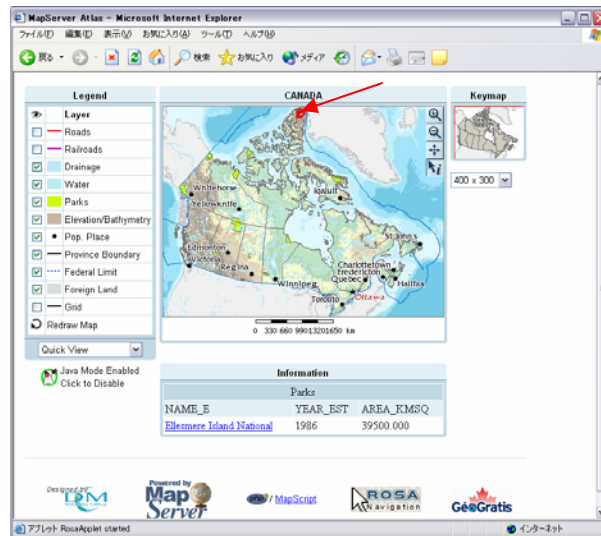 MapServer Atlas - Microsoft Internet Explorer
ファイル(F) 編集(E) 表示(V) お気に入り(A) ツール(T) ヘルプ(H)
戻る 検索 お気に入り メディア
Legend
Layer
Roads
Railroads
Drainage
Water
Parks
Elevation/Bathymetry
Pop. Place
Province Boundary
Federal Limit
Foreign Land
Grid
Redraw Map
Quick View
Java Mode Enabled
Click to Disable
CANADA
Whitehorse
Yellowknife
Iqaluit
Edmonton
Victoria
Regina
Winnipeg
St. John's
Charlottetown
Fredericton
Quebec
Halifax
Toronto
Ottawa
0 330 660 990 1320 1650 km
Keymap
400 x 300
Information
Parks
NAME_E YEAR_EST AREA_KMSQ
Ellesmere Island National 1986 39500.000
Designed by
DM
Powered by
Map
Server
php / MapScript
ROSA
Navigation
GéoGratis
アプレット RosaApplet started
インターネット